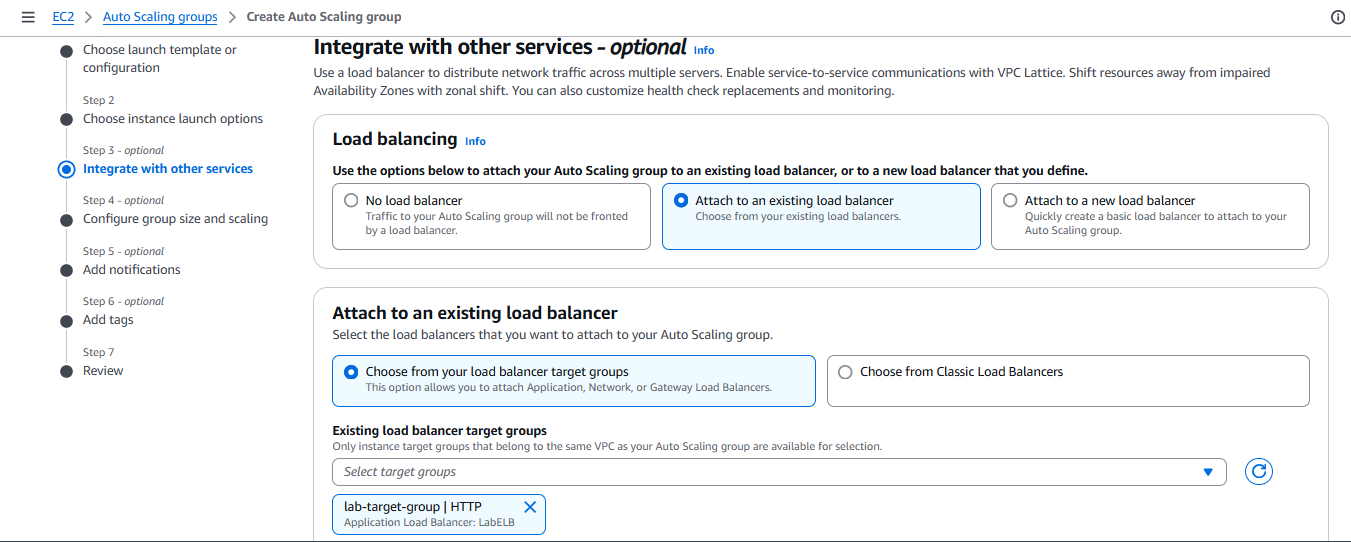 EC2 > Auto Scaling groups > Create Auto Scaling group
Choose launch template or
configuration
Step 2
Choose instance launch options
Step 3 - optional
Integrate with other services
Step 4 - optional
Configure group size and scaling
Step 5 - optional
Add notifications
Step 6 - optional
Add tags
Step 7
Review
Integrate with other services - optional Info
Use a load balancer to distribute network traffic across multiple servers. Enable service-to-service communications with VPC Lattice. Shift resources away from impaired
Availability Zones with zonal shift. You can also customize health check replacements and monitoring.
Load balancing Info
Use the options below to attach your Auto Scaling group to an existing load balancer, or to a new load balancer that you define.
No load balancer
Traffic to your Auto Scaling group will not be fronted
by a load balancer.
Attach to an existing load balancer
Choose from your existing load balancers.
Attach to a new load balancer
Quickly create a basic load balancer to attach to your
Auto Scaling group.
Attach to an existing load balancer
Select the load balancers that you want to attach to your Auto Scaling group.
Choose from your load balancer target groups
This option allows you to attach Application, Network, or Gateway Load Balancers.
Choose from Classic Load Balancers
Existing load balancer target groups
Only instance target groups that belong to the same VPC as your Auto Scaling group are available for selection.
Select target groups
lab-target-group | HTTP
Application Load Balancer: LabELB